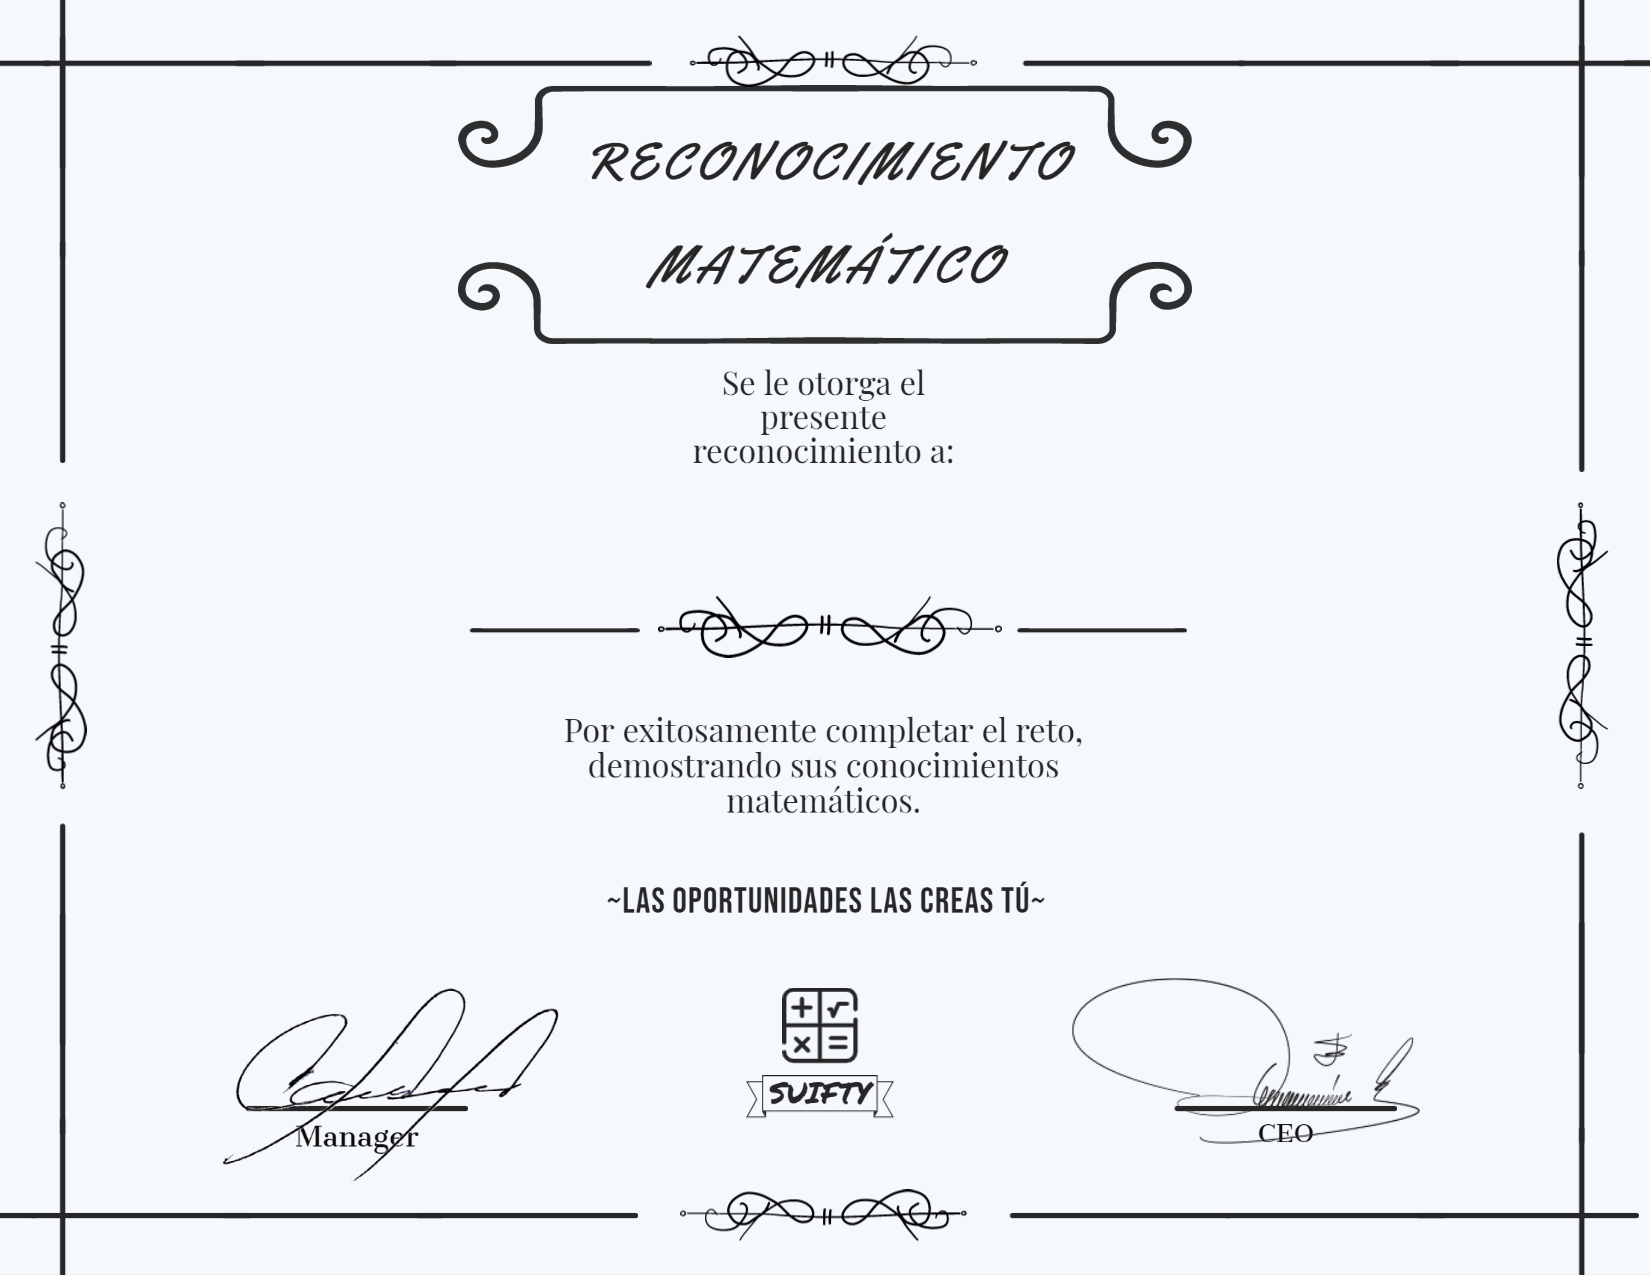 RECONOCIMIENTO
MATEMÁTICO
Se le otorga el
presente
reconocimiento a:
Por exitosamente completar el reto,
demostrando sus conocimientos
matemáticos.
~LAS OPORTUNIDADES LAS CREAS TÚ~
SUIFTY
Manager
CEO